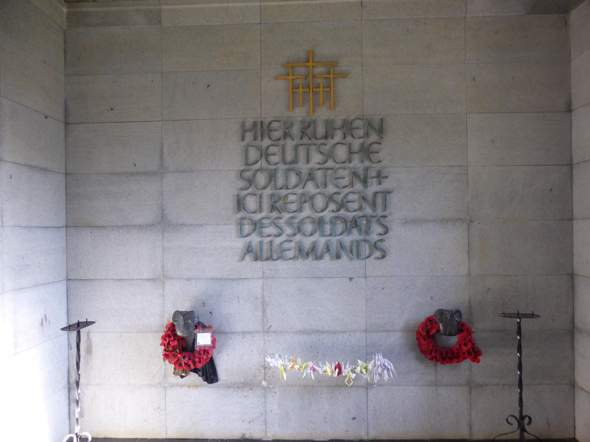 HIER RUHEN
DEUTSCHE
SOLDATEN+
ICI REPOSENT
DES SOLDATS
ALLEMANDS